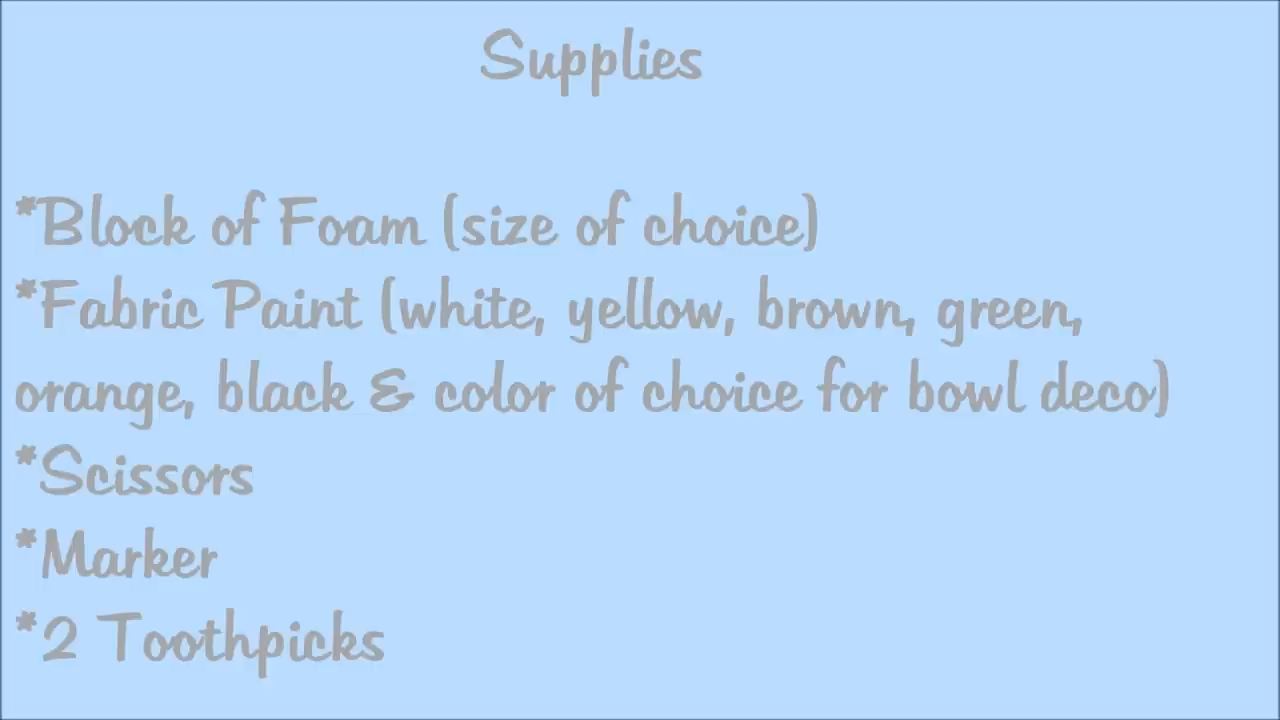 Supplies
*Block of Foam (size of choice)
*Fabric Paint (white, yellow, brown, green,
orange, black & color of choice for bowl deco)
*Scissors
*Marker
*2 Toothpicks